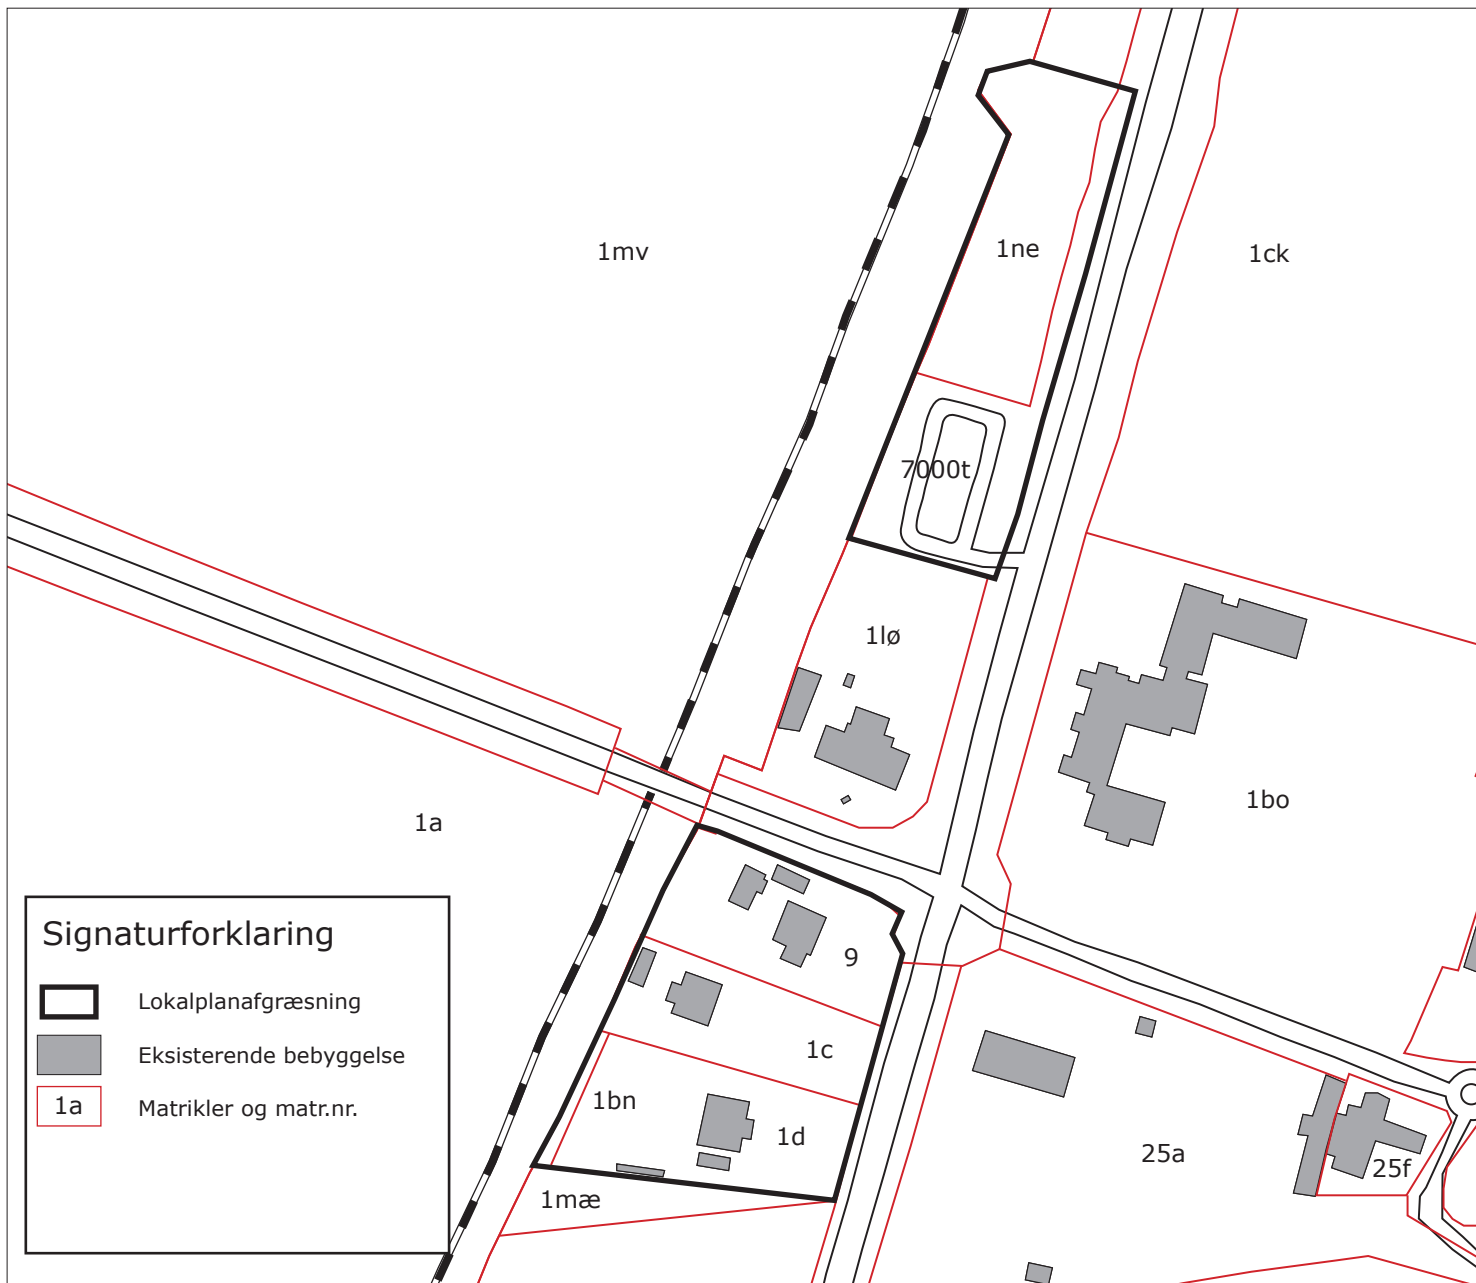 1mv
1ne
1ck
7000t
1lø
1bo
1a
9
1c
1bn
1d
25a
25f
1mæ
Signaturforklaring
Lokalplanafgræsning
Eksisterende bebyggelse
1a Matrikler og matr.nr.